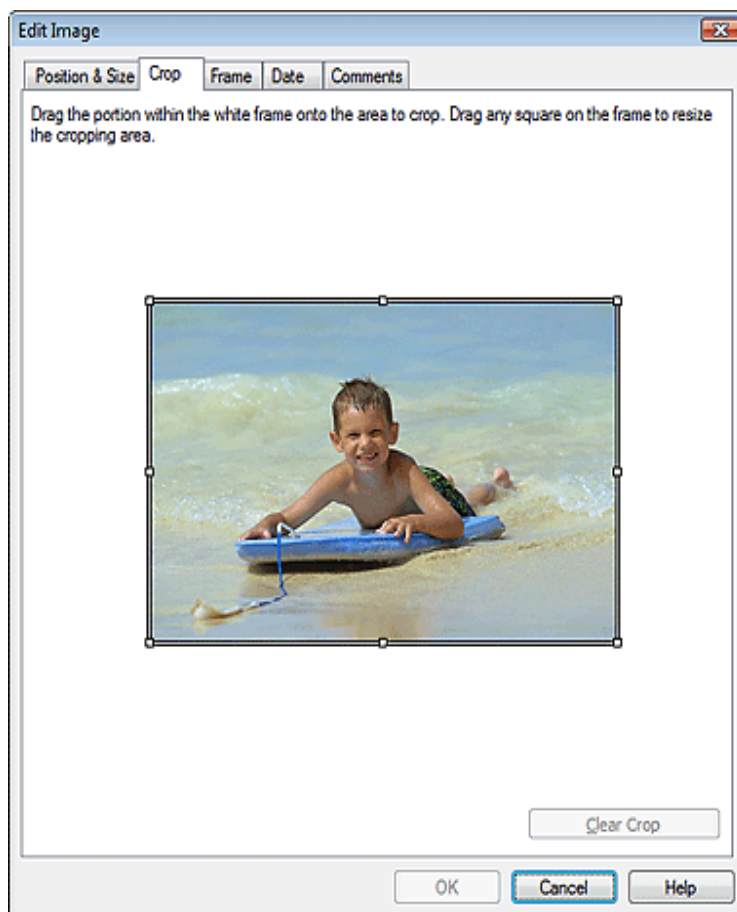 Edit Image
Position & Size Crop Frame Date Comments
Drag the portion within the white frame onto the area to crop. Drag any square on the frame to resize
the cropping area.
Clear Crop
OK Cancel Help